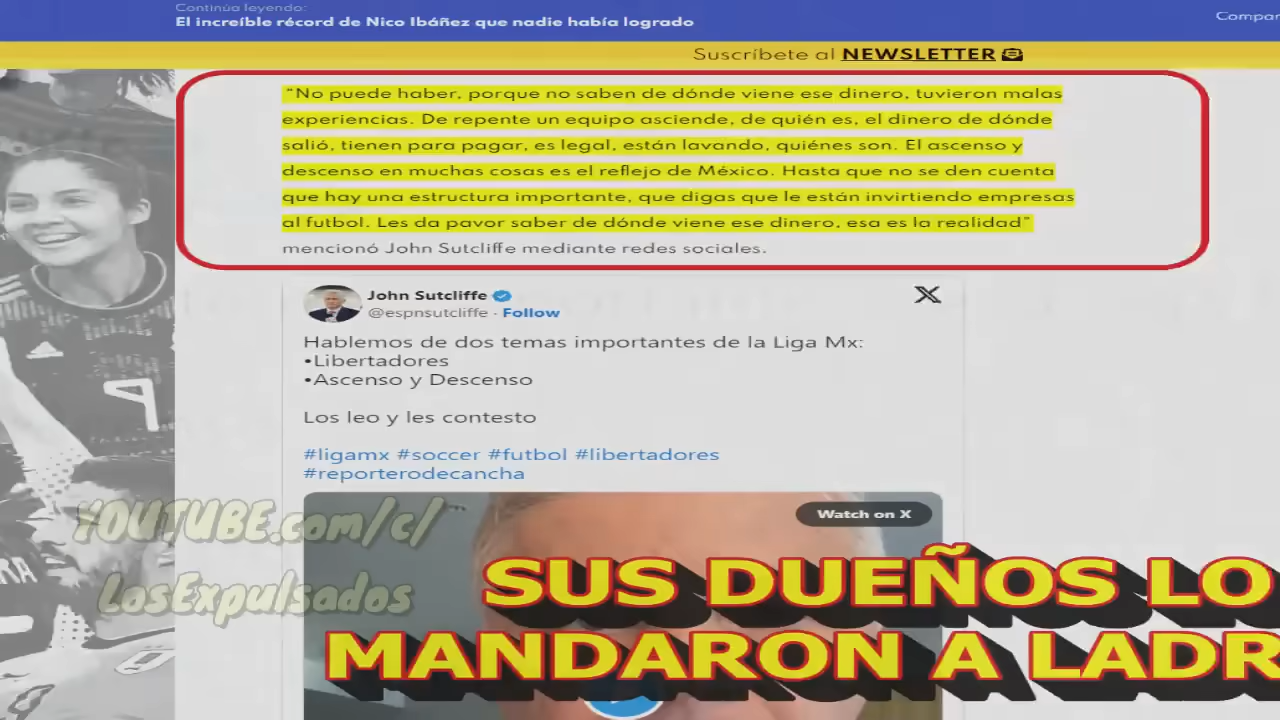 Continúa leyendo:
El increíble récord de Nico Ibáñez que nadie había logrado
Compar
Suscríbete al NEWSLETTER
"No puede haber, porque no saben de dónde viene ese dinero, tuvieron malas
experiencias. De repente un equipo asciende, de quién es, el dinero de dónde
salió, tienen para pagar, es legal, están lavando, quiénes son. El ascenso y
descenso en muchas cosas es el reflejo de México. Hasta que no se den cuenta
que hay una estructura importante, que digas que le están invirtiendo empresas
al futbol. Les da pavor saber de dónde viene ese dinero, esa es la realidad"
mencionó John Sutcliffe mediante redes sociales.
John Sutcliffe
@espnsutcliffe · Follow
Hablemos de dos temas importantes de la Liga Mx:
•Libertadores
•Ascenso y Descenso
Los leo y les contesto
#ligamx #soccer #futbol #libertadores
#reporterodecancha
Watch on X
YOUTUBE.com/c/
LosExpulsados
SUS DUEÑOS LO
MANDARON A LADR